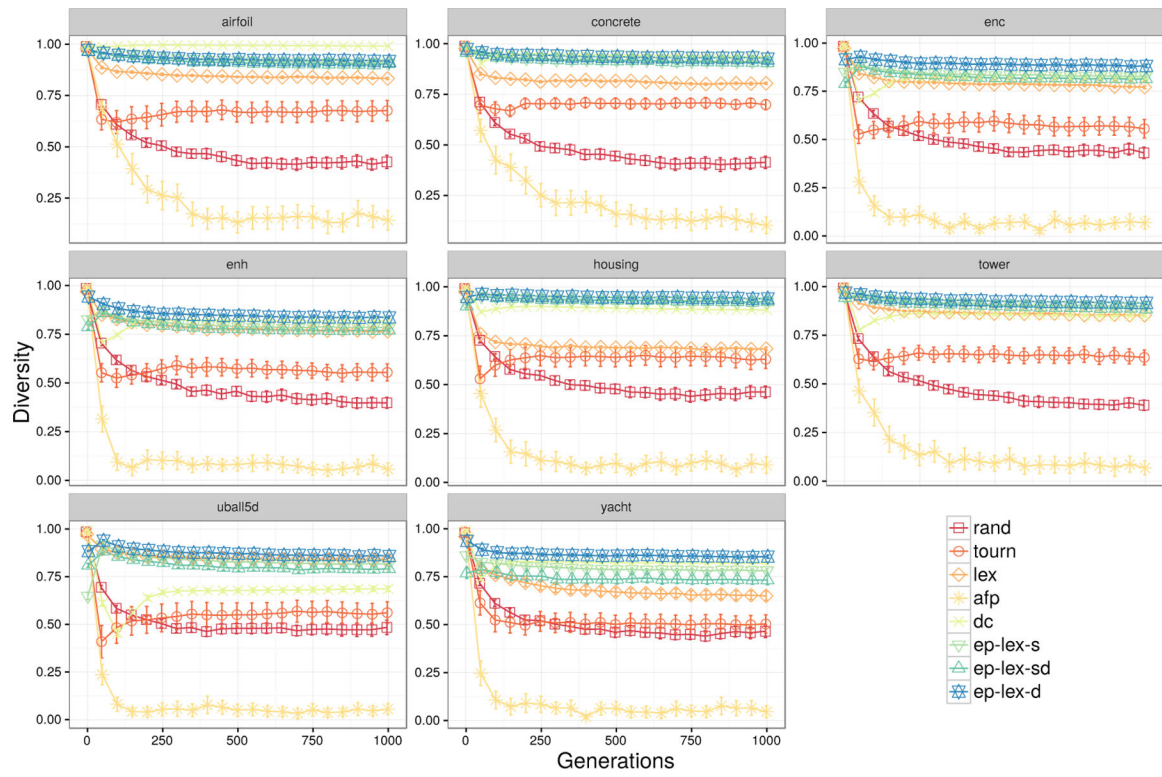 airfoil concrete enc
1.00 1.00 1.00
0.75 0.75 0.75
0.50 0.50 0.50
0.25 0.25 0.25
0.00
enh housing tower
1.00 1.00 1.00
0.75 0.75 0.75
0.50 0.50 0.50
0.25 0.25 0.25
0.00 0.00 0.00
Diversity
uball5d yacht
1.00 1.00
0.75 0.75
0.50 0.50
0.25 0.25
0.00 0.00
0 250 500 750 1000 0 250 500 750 1000
Generations
rand
tourn
lex
afp
dc
ep-lex-s
ep-lex-sd
ep-lex-d